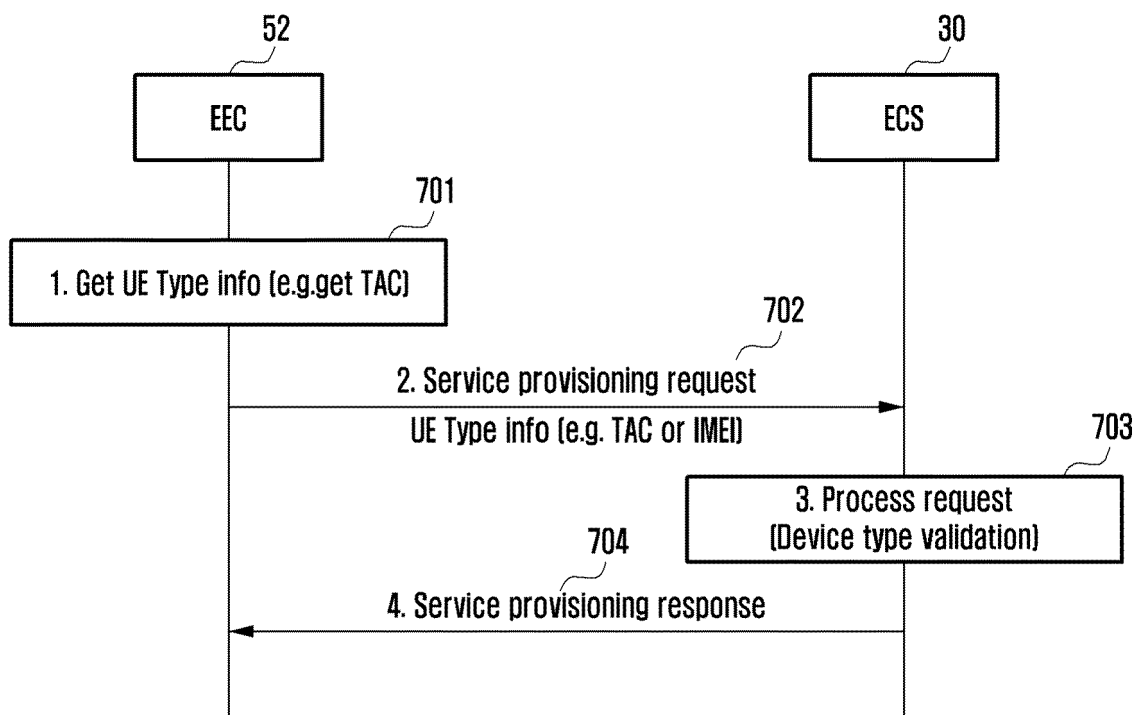 52
30
EEC
ECS
701
1. Get UE Type info (e.g.get TAC)
702
2. Service provisioning request
UE Type info (e.g. TAC or IMEI)
703
3. Process request
(Device type validation)
704
4. Service provisioning response